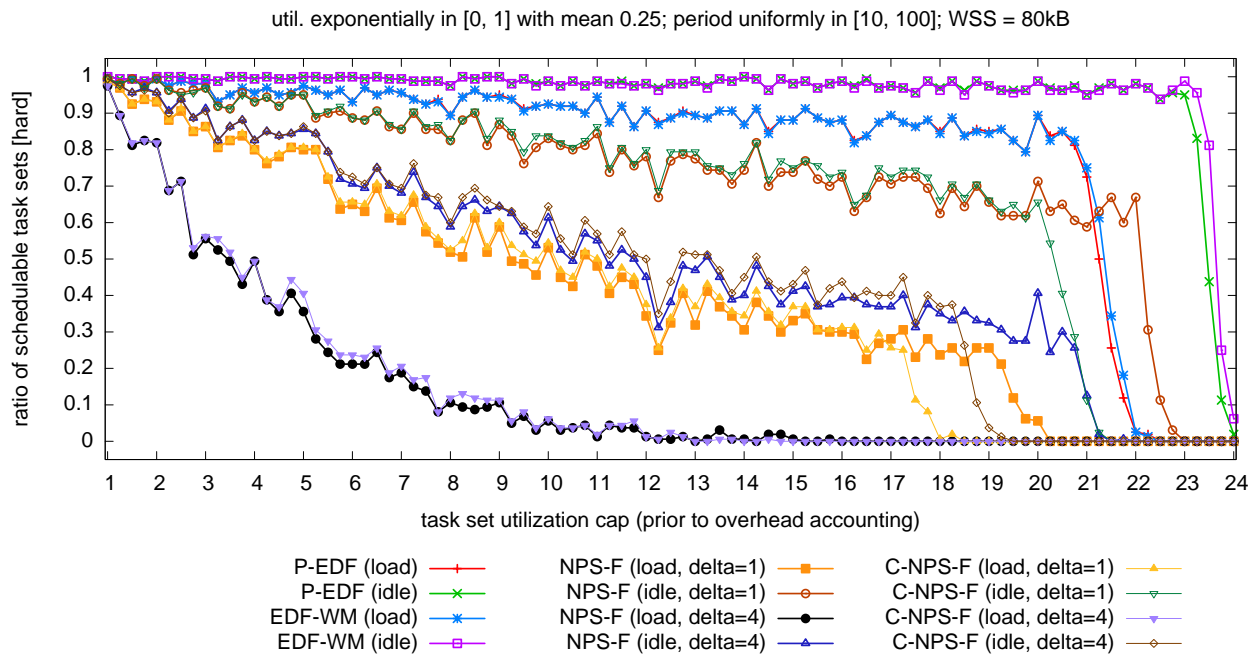 util. exponentially in [0, 1] with mean 0.25; period uniformly in [10, 100]; WSS = 80kB
ratio of schedulable task sets [hard]
1
0.9
0.8
0.7
0.6
0.5
0.4
0.3
0.2
0.1
0
1 2 3 4 5 6 7 8 9 10 11 12 13 14 15 16 17 18 19 20 21 22 23 24
task set utilization cap (prior to overhead accounting)
P-EDF (load) NPS-F (load, delta=1) C-NPS-F (load, delta=1)
P-EDF (idle) NPS-F (idle, delta=1) C-NPS-F (idle, delta=1)
EDF-WM (load) NPS-F (load, delta=4) C-NPS-F (load, delta=4)
EDF-WM (idle) NPS-F (idle, delta=4) C-NPS-F (idle, delta=4)